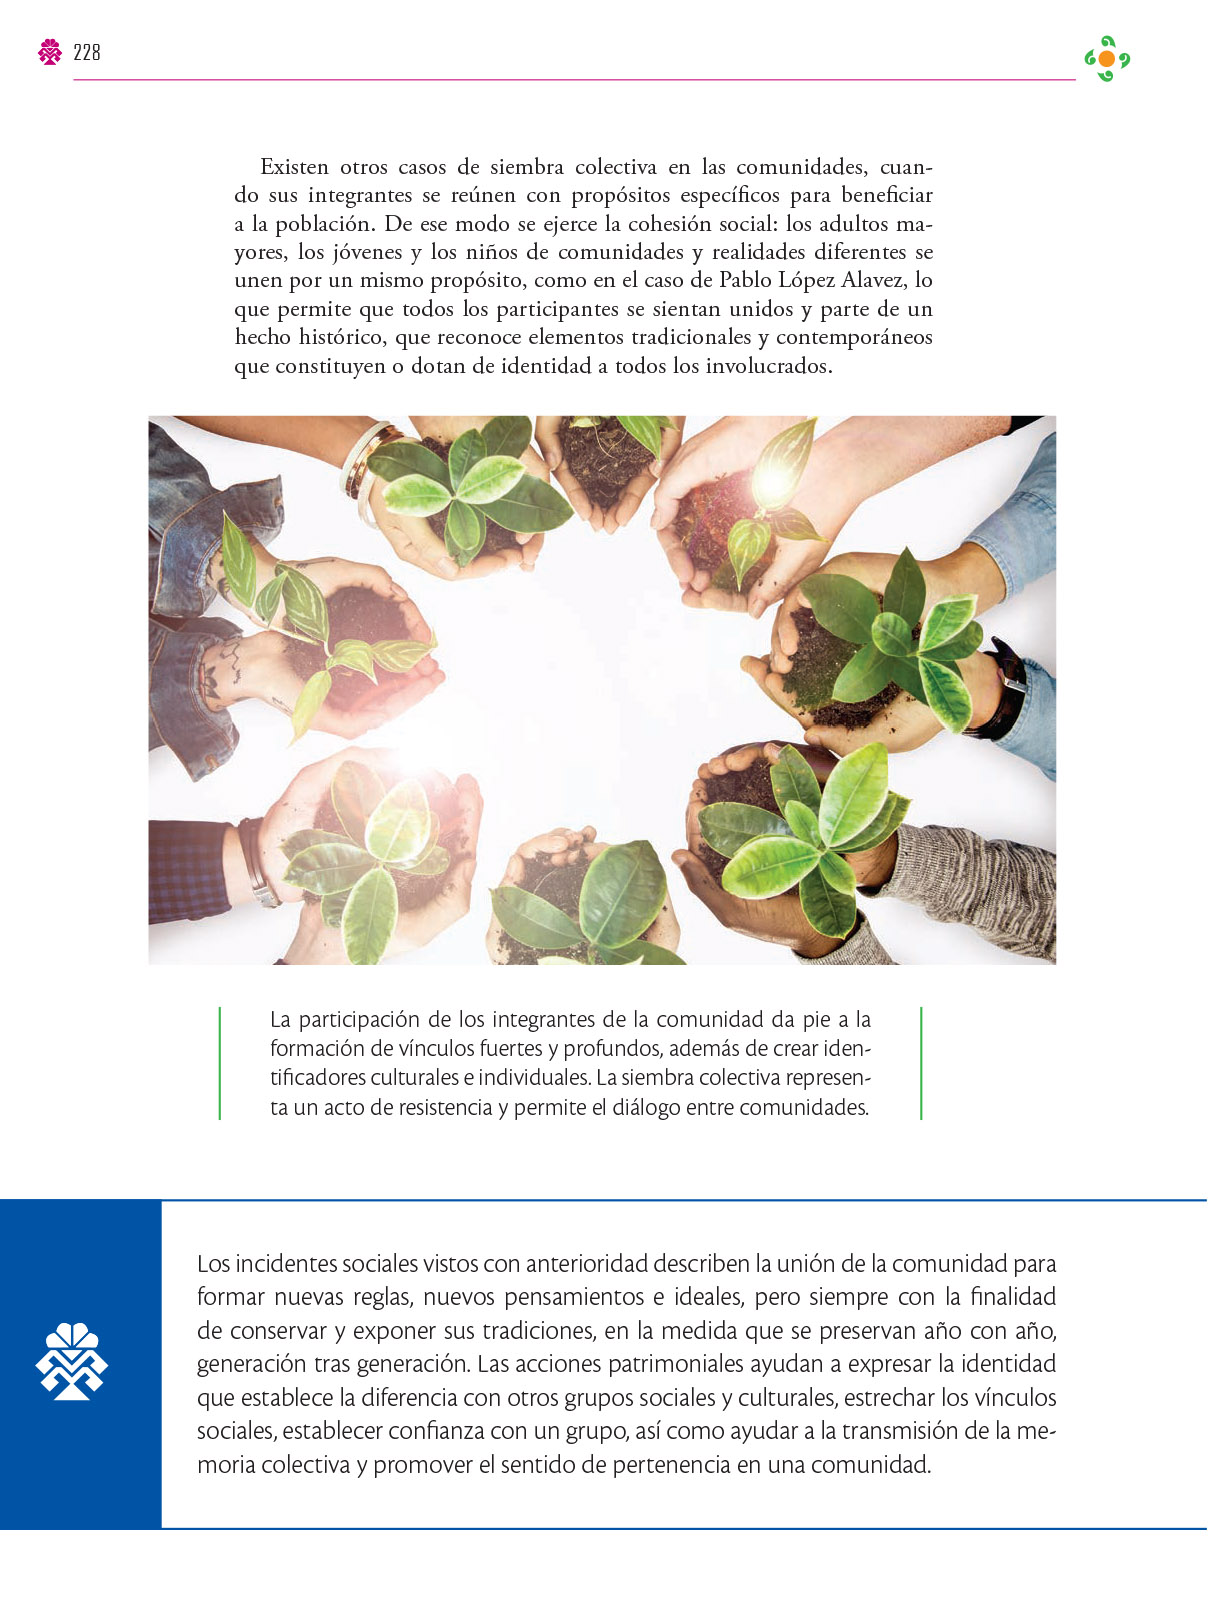 228
Existen otros casos de siembra colectiva en las comunidades, cuan-
do sus integrantes se reúnen con propósitos específicos para beneficiar
a la población. De ese modo se ejerce la cohesión social: los adultos ma-
yores, los jóvenes y los niños de comunidades y realidades diferentes se
unen por un mismo propósito, como en el caso de Pablo López Alavez, lo
que permite que todos los participantes se sientan unidos y parte de un
hecho histórico, que reconoce elementos tradicionales y contemporáneos
que constituyen o dotan de identidad a todos los involucrados.
La participación de los integrantes de la comunidad da pie a la
formación de vínculos fuertes y profundos, además de crear iden-
tificadores culturales e individuales. La siembra colectiva represen-
ta un acto de resistencia y permite el diálogo entre comunidades.
Los incidentes sociales vistos con anterioridad describen la unión de la comunidad para
formar nuevas reglas, nuevos pensamientos e ideales, pero siempre con la finalidad
de conservar y exponer sus tradiciones, en la medida que se preservan año con año,
generación tras generación. Las acciones patrimoniales ayudan a expresar la identidad
que establece la diferencia con otros grupos sociales y culturales, estrechar los vínculos
sociales, establecer confianza con un grupo, así como ayudar a la transmisión de la me-
moria colectiva y promover el sentido de pertenencia en una comunidad.